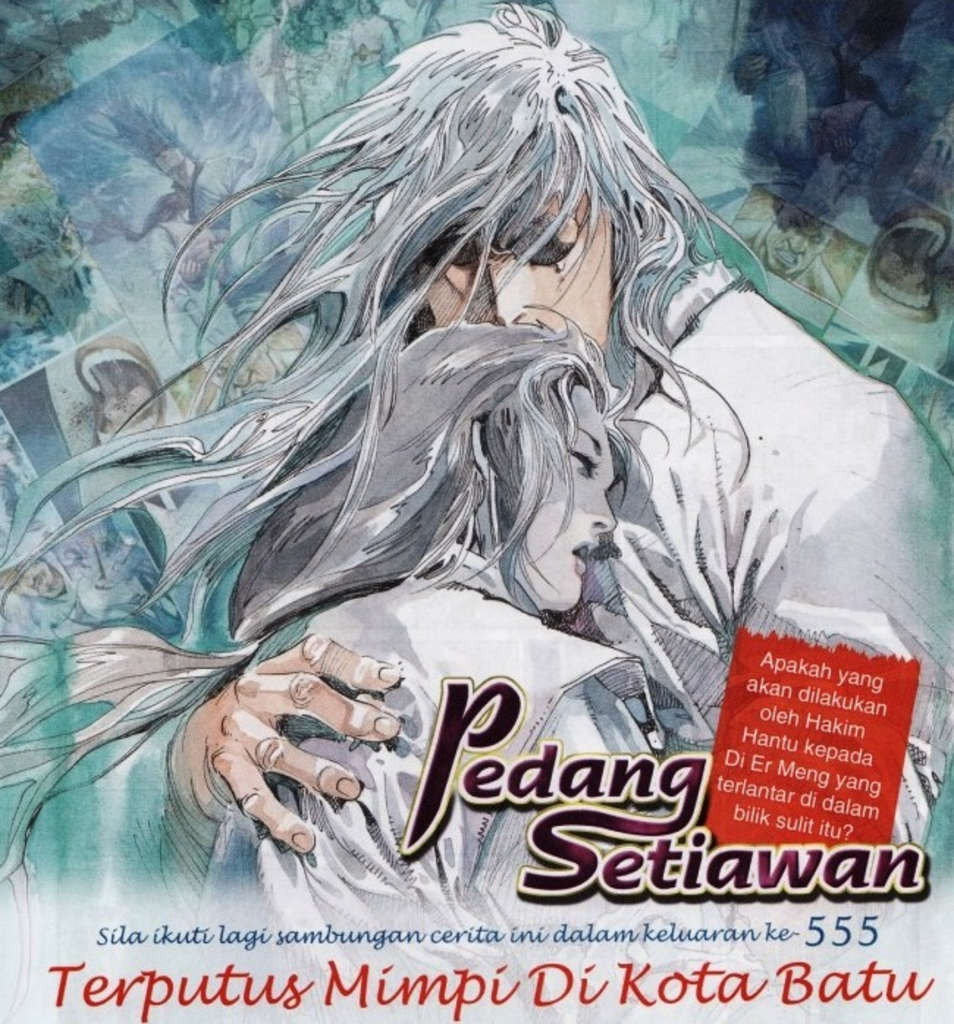 Apakah yang
akan dilakukan
oleh Hakim
Hantu kepada
Di Er Meng yang
terlantar di dalam
bilik sulit itu?
Pedang
Setiawan
Sila ikuti lagi sambungan cerita ini dalam keluaran ke-555
Terputus Mimpi Di Kota Batu